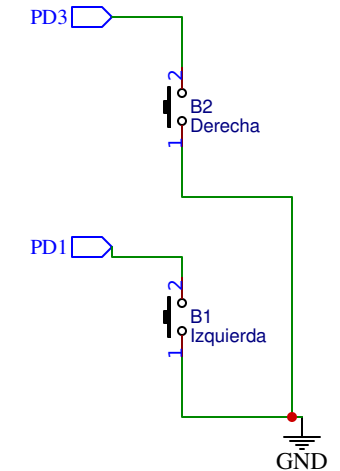 PD3
2
B2
Derecha
1
PD1
2
B1
Izquierda
1
GND